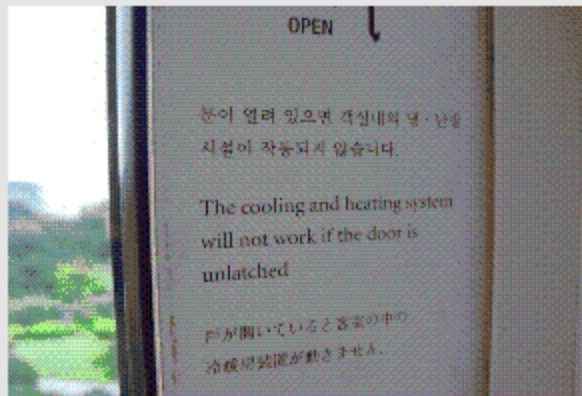 OPEN
문이 열려 있으면 객실내의 냉·난방
시설이 작동되지 않습니다.
The cooling and heating system
will not work if the door is
unlatched
戸が開いていると客室の中の
冷暖房装置が動きません.